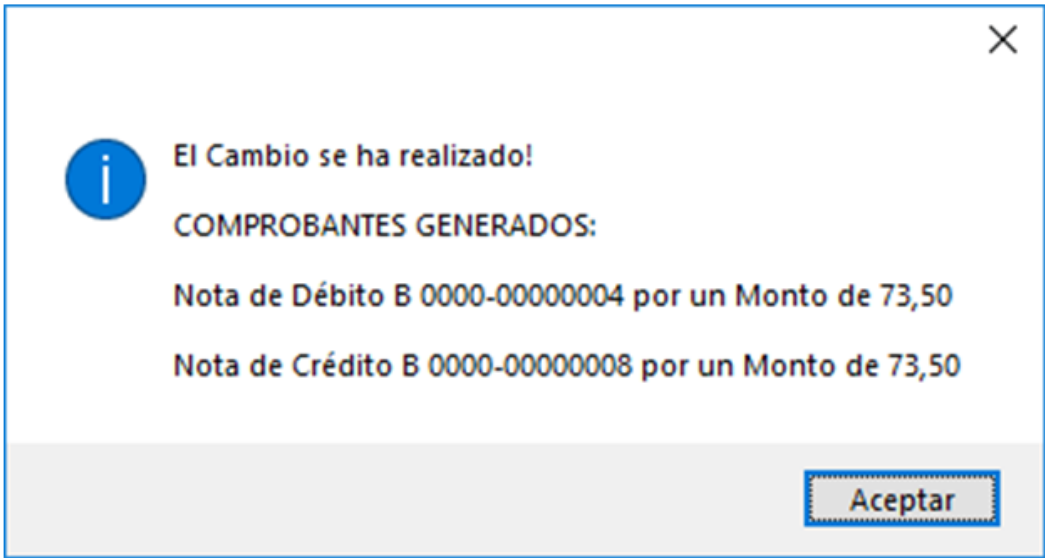 El Cambio se ha realizado!
COMPROBANTES GENERADOS:
Nota de Débito B 0000-00000004 por un Monto de 73,50
Nota de Crédito B 0000-00000008 por un Monto de 73,50
Aceptar